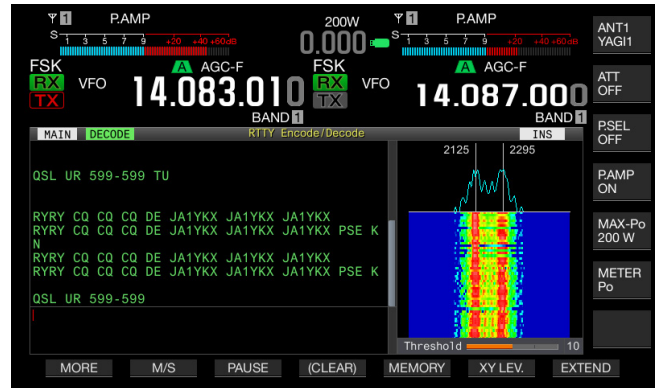 1 P.AMP 200W 1 P.AMP
S 1 3 5 7 9 +20 +40 +60dB 0.000 S 1 3 5 7 9 +20 +40 +60dB
FSK A AGC-F FSK A AGC-F
RX VFO 14.083.010 RX VFO 14.087.000
TX TX
BAND 1 BAND 1
MAIN DECODE RTTY Encode/Decode INS
2125 2295
QSL UR 599-599 TU
RYRY CQ CQ CQ DE JA1YKX JA1YKX JA1YKX
RYRY CQ CQ CQ DE JA1YKX JA1YKX JA1YKX PSE K
N
RYRY CQ CQ CQ DE JA1YKX JA1YKX JA1YKX
RYRY CQ CQ CQ DE JA1YKX JA1YKX JA1YKX PSE K
QSL UR 599-599
Threshold 10
ANT1
YAGI1
ATT
OFF
P.SEL
OFF
P.AMP
ON
MAX-Po
200 W
METER
Po
MORE M/S PAUSE (CLEAR) MEMORY XY LEV. EXTEND